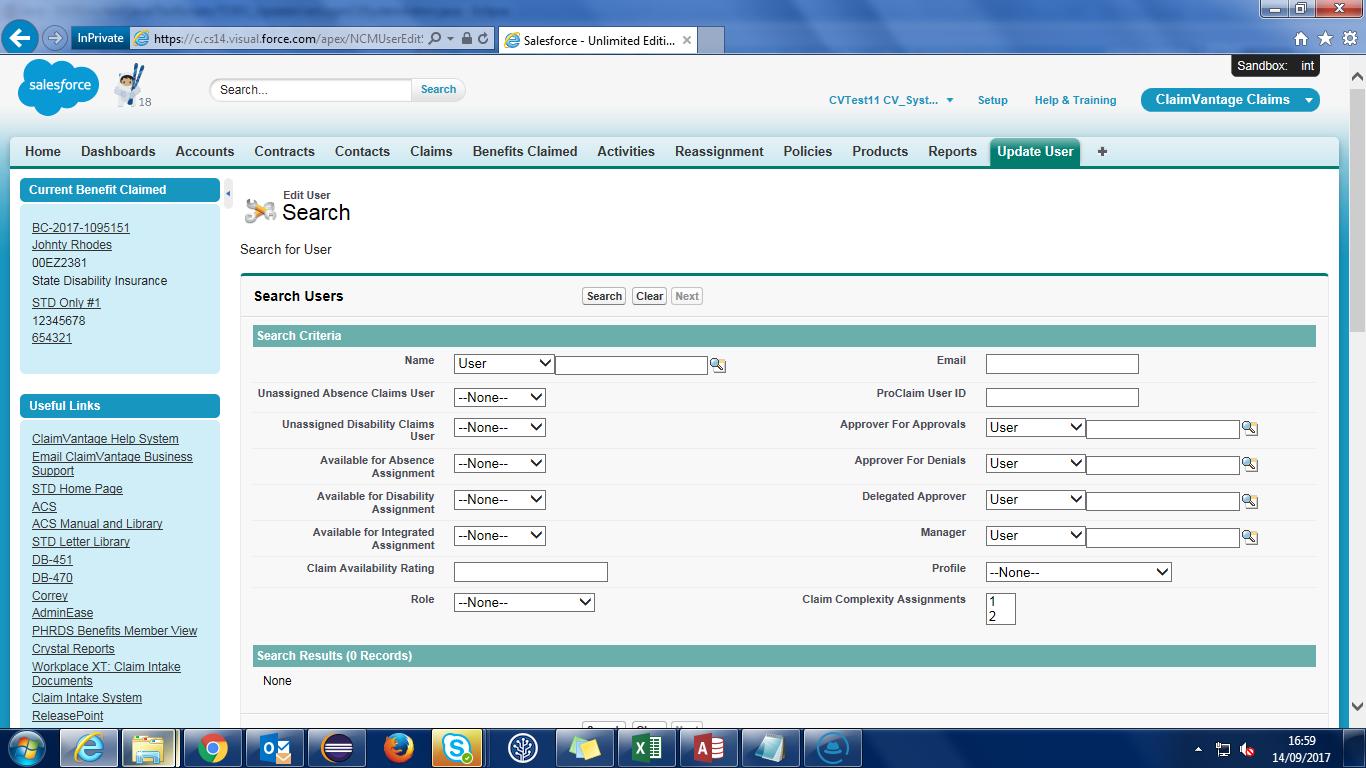 InPrivate
https://c.cs14.visual.force.com/apex/NCMUserEdit
Salesforce - Unlimited Editi...
Sandbox: int
salesforce
18
Search...
Search
CVTest11 CV_Syst...
Setup
Help & Training
ClaimVantage Claims
Home
Dashboards
Accounts
Contracts
Contacts
Claims
Benefits Claimed
Activities
Reassignment
Policies
Products
Reports
Update User
Current Benefit Claimed
BC-2017-1095151
Johnty Rhodes
00EZ2381
State Disability Insurance
STD Only #1
12345678
654321
Useful Links
ClaimVantage Help System
Email ClaimVantage Business
Support
STD Home Page
ACS
ACS Manual and Library
STD Letter Library
DB-451
DB-470
Correy
AdminEase
PHRDS Benefits Member View
Crystal Reports
Workplace XT: Claim Intake
Documents
Claim Intake System
ReleasePoint
Edit User
Search
Search for User
Search Users
Search
Clear
Next
Search Criteria
Name
User
Email
Unassigned Absence Claims User
--None--
ProClaim User ID
Unassigned Disability Claims
User
--None--
Approver For Approvals
User
Available for Absence
Assignment
--None--
Approver For Denials
User
Available for Disability
Assignment
--None--
Delegated Approver
User
Available for Integrated
Assignment
--None--
Manager
User
Claim Availability Rating
Profile
--None--
Role
--None--
Claim Complexity Assignments
1
2
Search Results (0 Records)
None
16:59
14/09/2017